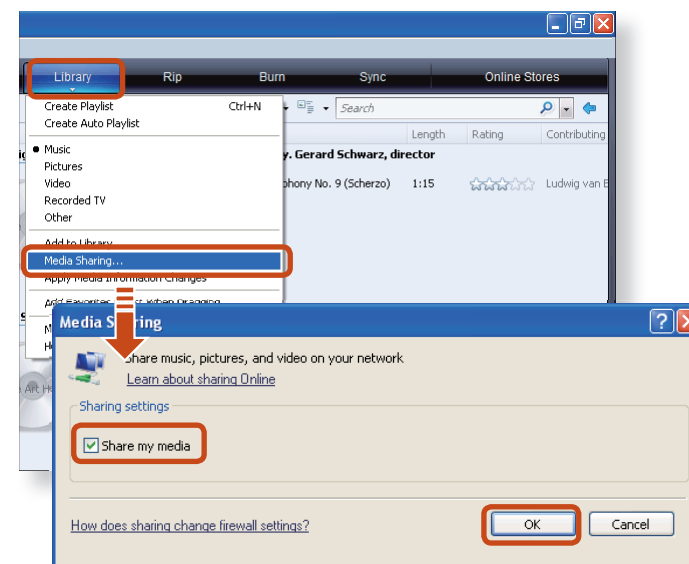 Library Rip Burn Sync Online Stores
Create Playlist Ctrl+N Search
Create Auto Playlist
Length Rating Contributing
Music y. Gerard Schwarz, director
Pictures
Video phony No. 9 (Scherzo) 1:15 Ludwig van B
Recorded TV
Other
Add to Library
Media Sharing...
Apply Media Information Changes
When Dragging
Media Sharing
Share music, pictures, and video on your network
Learn about sharing Online
Sharing settings
Share my media
How does sharing change firewall settings? OK Cancel